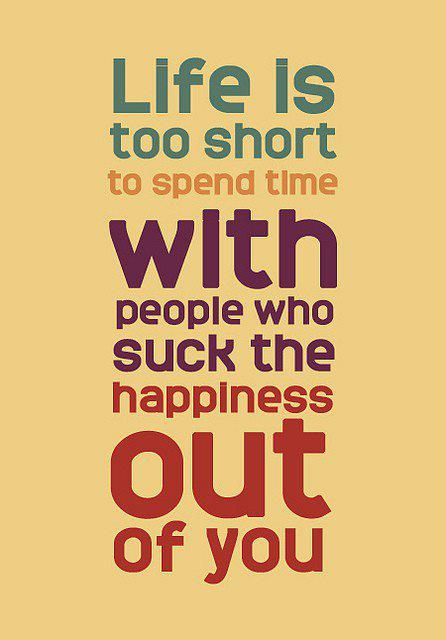 Life is
too short
to spend time
with
people who
suck the
happiness
out
of you